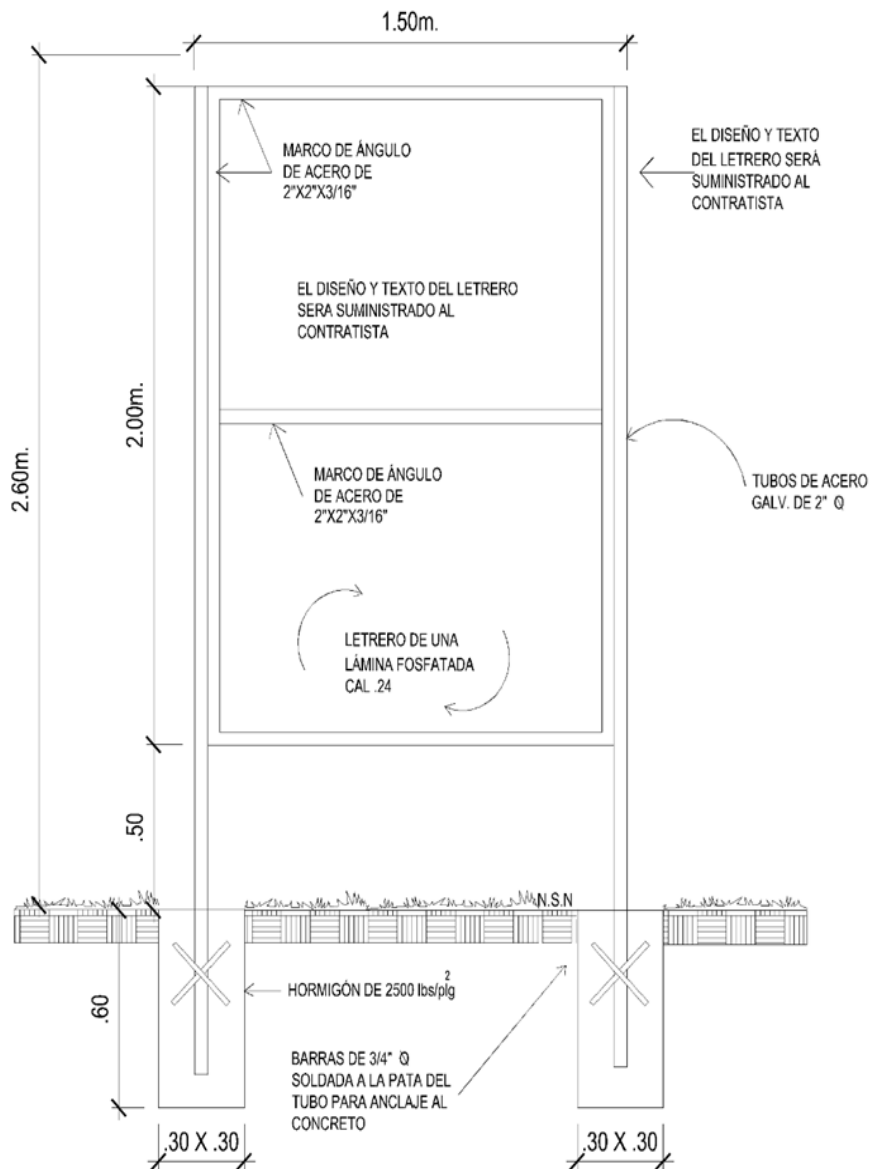 1.50m.
MARCO DE ÁNGULO
DE ACERO DE
2"X2"X3/16"
EL DISEÑO Y TEXTO
DEL LETRERO SERÁ
SUMINISTRADO AL
CONTRATISTA
EL DISEÑO Y TEXTO DEL LETRERO
SERA SUMINISTRADO AL
CONTRATISTA
2.60m.
2.00m.
MARCO DE ÁNGULO
DE ACERO DE
2"X2"X3/16"
TUBOS DE ACERO
GALV. DE 2" Ø
LETRERO DE UNA
LÁMINA FOSFATADA
CAL .24
.50
N.S.N
.60
HORMIGÓN DE 2500 lbs/plg²
BARRAS DE 3/4" Ø
SOLDADA A LA PATA DEL
TUBO PARA ANCLAJE AL
CONCRETO
.30 X .30
.30 X .30